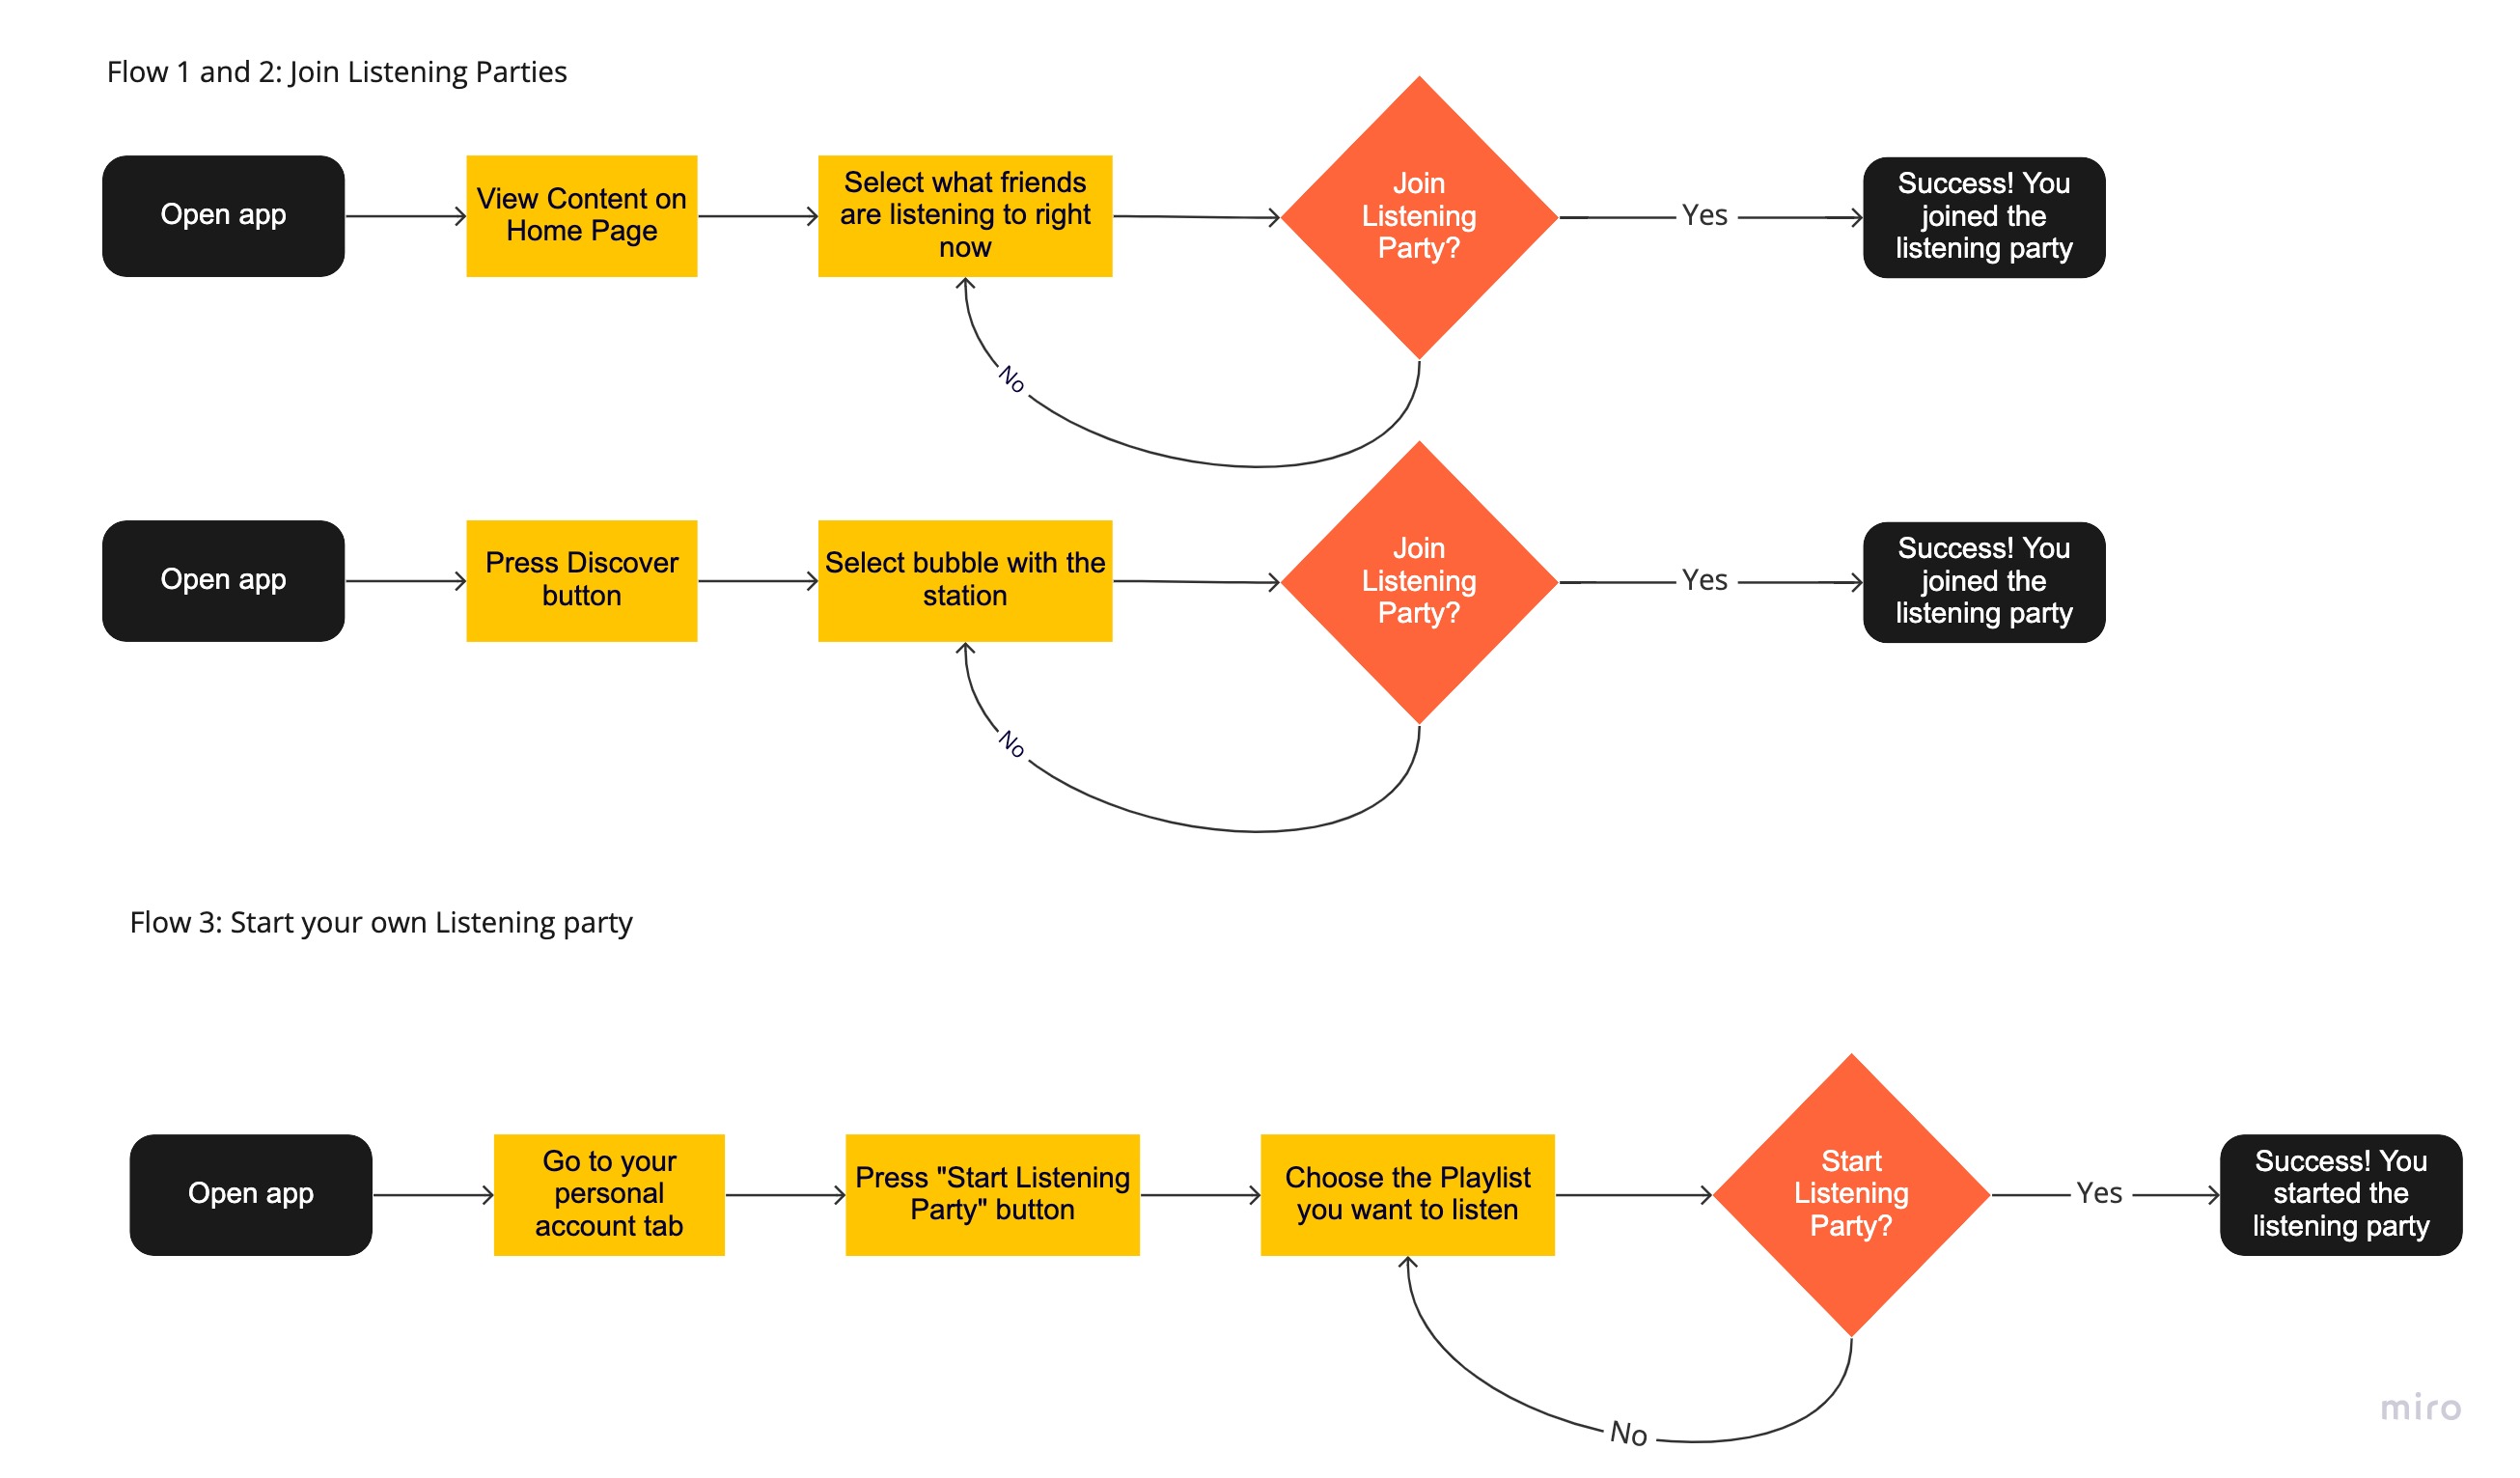 Flow 1 and 2: Join Listening Parties
Open app
View Content on
Home Page
Select what friends
are listening to right
now
Join
Listening
Party?
Yes
Success! You
joined the
listening party
No
Open app
Press Discover
button
Select bubble with the
station
Join
Listening
Party?
Yes
Success! You
joined the
listening party
No
Flow 3: Start your own Listening party
Open app
Go to your
personal
account tab
Press "Start Listening
Party" button
Choose the Playlist
you want to listen
Start
Listening
Party?
Yes
Success! You
started the
listening party
No
miro